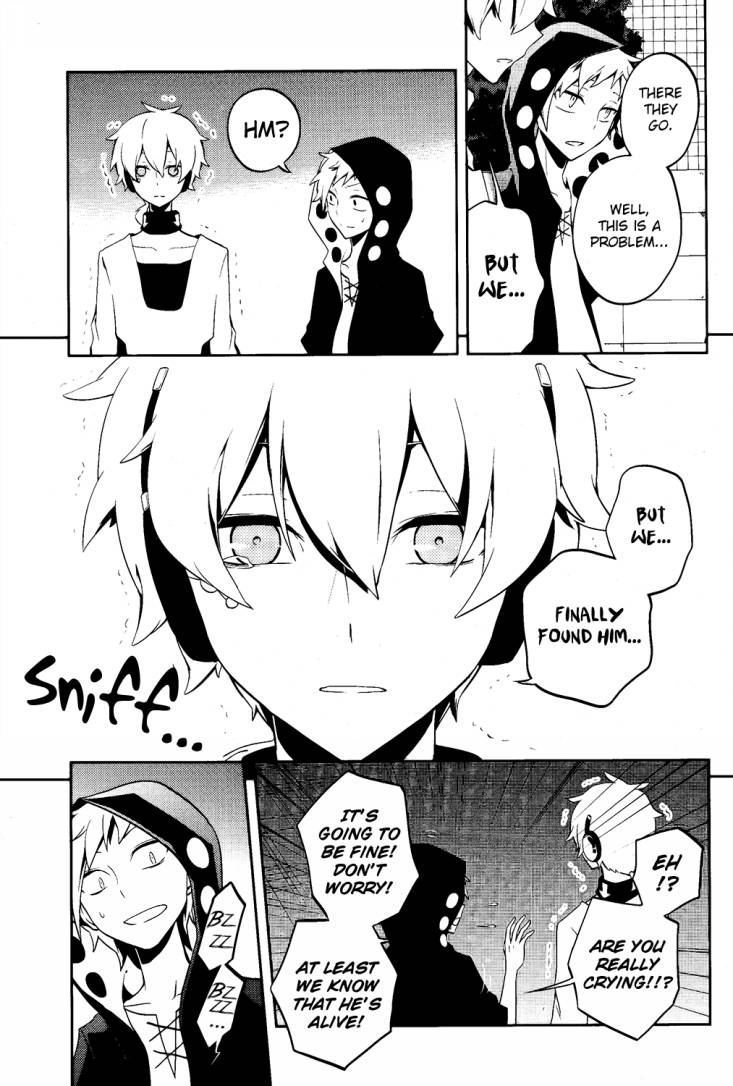 THERE
THEY
GO.
WELL,
THIS IS A
PROBLEM...
BUT
WE...
HM?
BUT
WE...
FINALLY
FOUND HIM...
Sniff...
EH
!?
ARE YOU
REALLY
CRYING!!?
IT'S
GOING TO
BE FINE!
DON'T
WORRY!
AT LEAST
WE KNOW
THAT HE'S
ALIVE!
BZ
ZZ
BZ
ZZ...